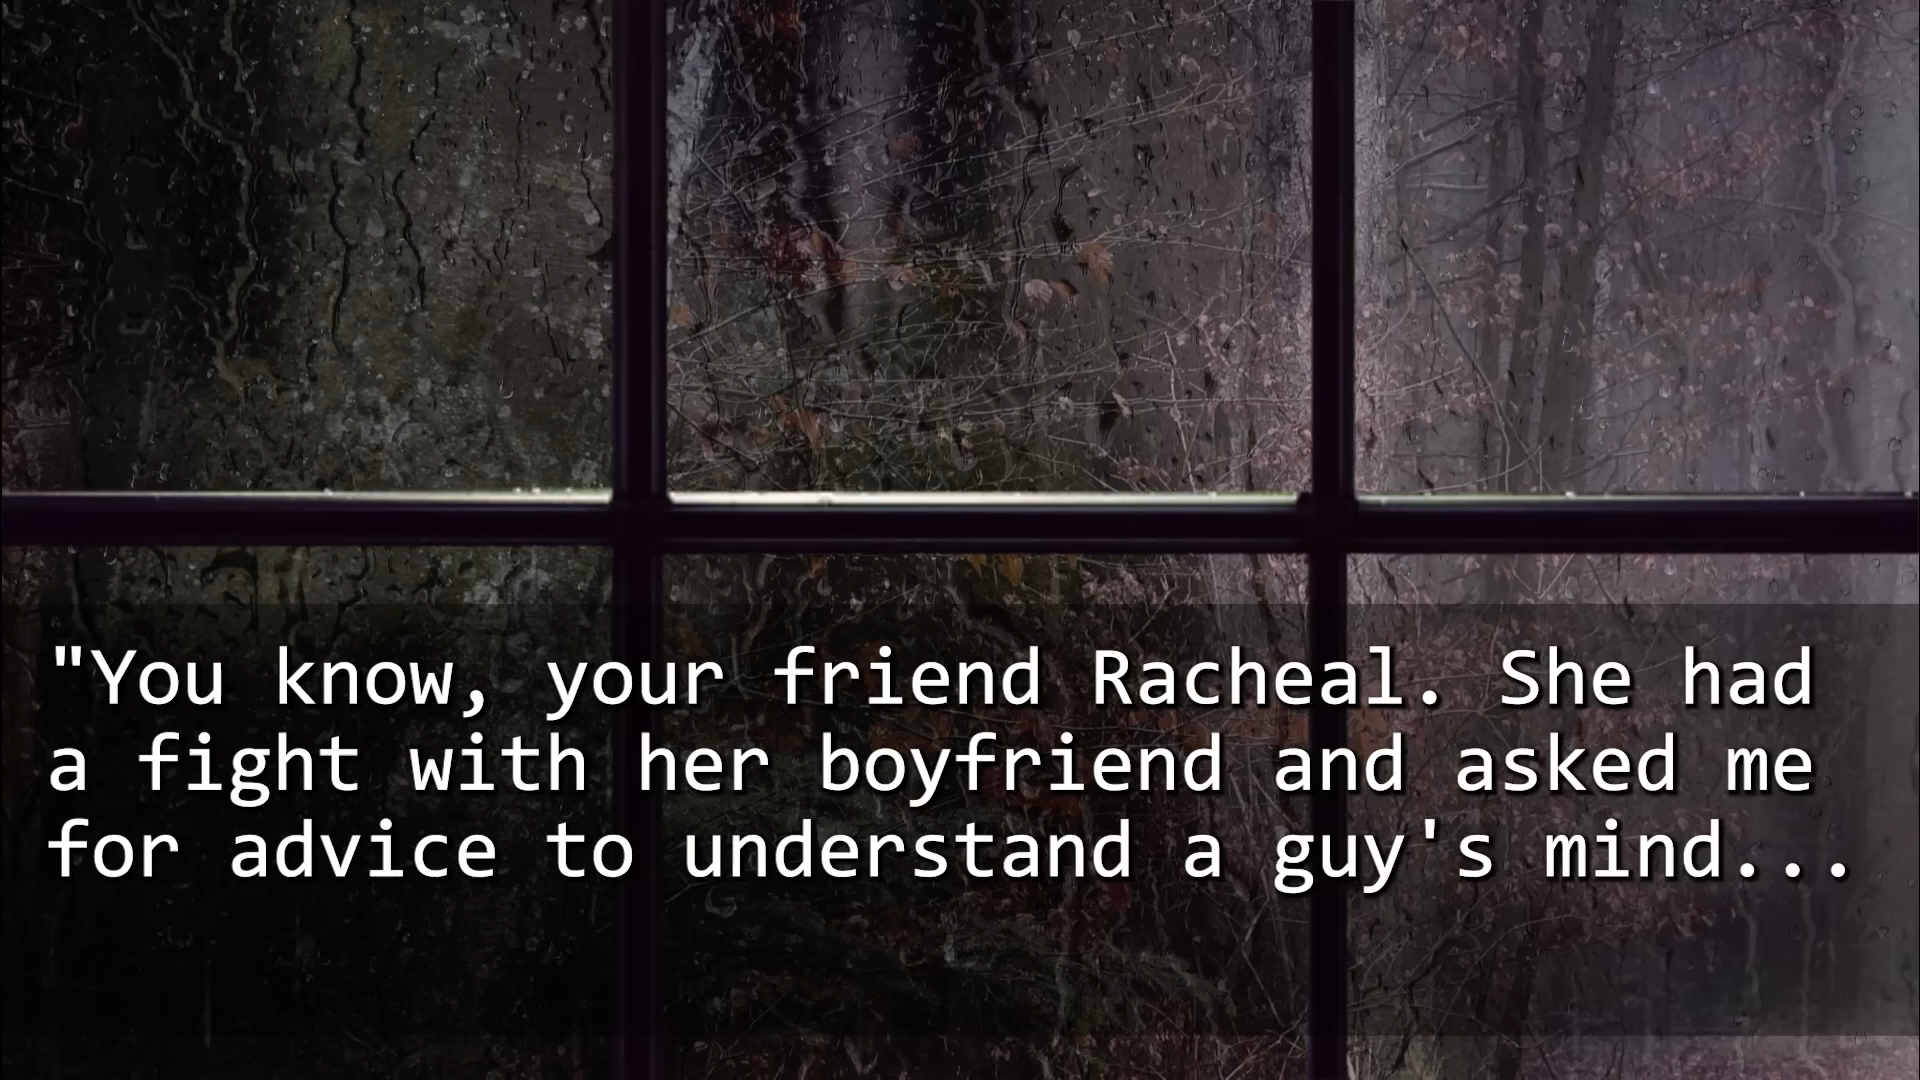 "You know, your friend Racheal. She had
a fight with her boyfriend and asked me
for advice to understand a guy's mind...